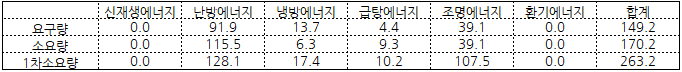 신재생에너지 난방에너지 냉방에너지 급탕에너지 조명에너지 환기에너지 합계
요구량 0.0 91.9 13.7 4.4 39.1 0.0 149.2
소요량 0.0 115.5 6.3 9.3 39.1 0.0 170.2
1차소요량 0.0 128.1 17.4 10.2 107.5 0.0 263.2